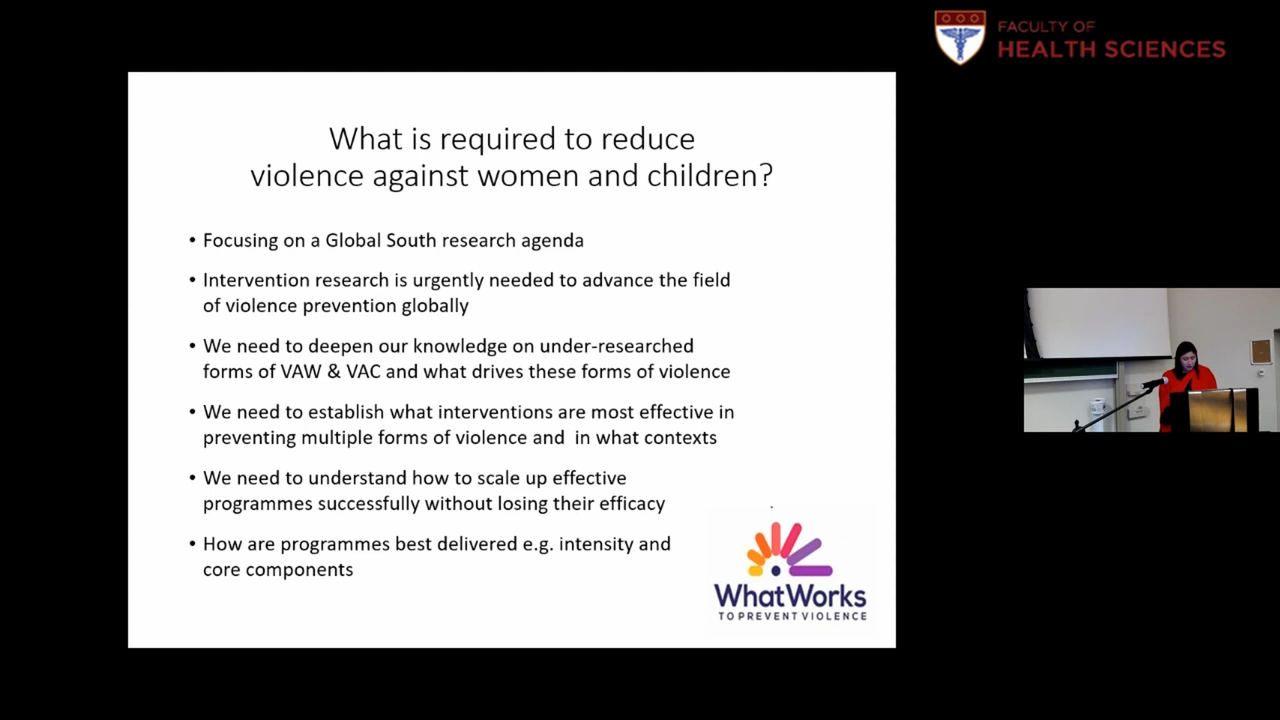 FACULTY OF
HEALTH SCIENCES
What is required to reduce
violence against women and children?
• Focusing on a Global South research agenda
• Intervention research is urgently needed to advance the field
of violence prevention globally
• We need to deepen our knowledge on under-researched
forms of VAW & VAC and what drives these forms of violence
• We need to establish what interventions are most effective in
preventing multiple forms of violence and  in what contexts
• We need to understand how to scale up effective
programmes successfully without losing their efficacy
• How are programmes best delivered e.g. intensity and
core components
WhatWorks
TO PREVENT VIOLENCE